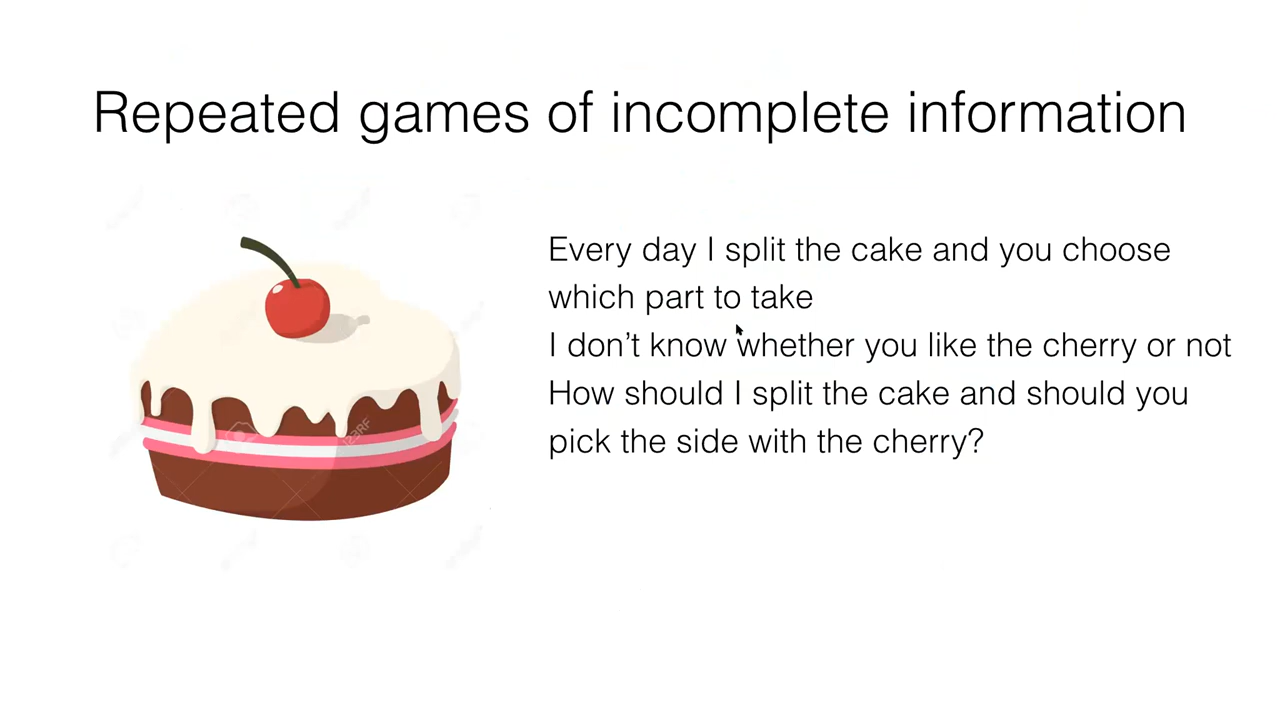 Repeated games of incomplete information
Every day I split the cake and you choose
which part to take
I don’t know whether you like the cherry or not
How should I split the cake and should you
pick the side with the cherry?
123RF